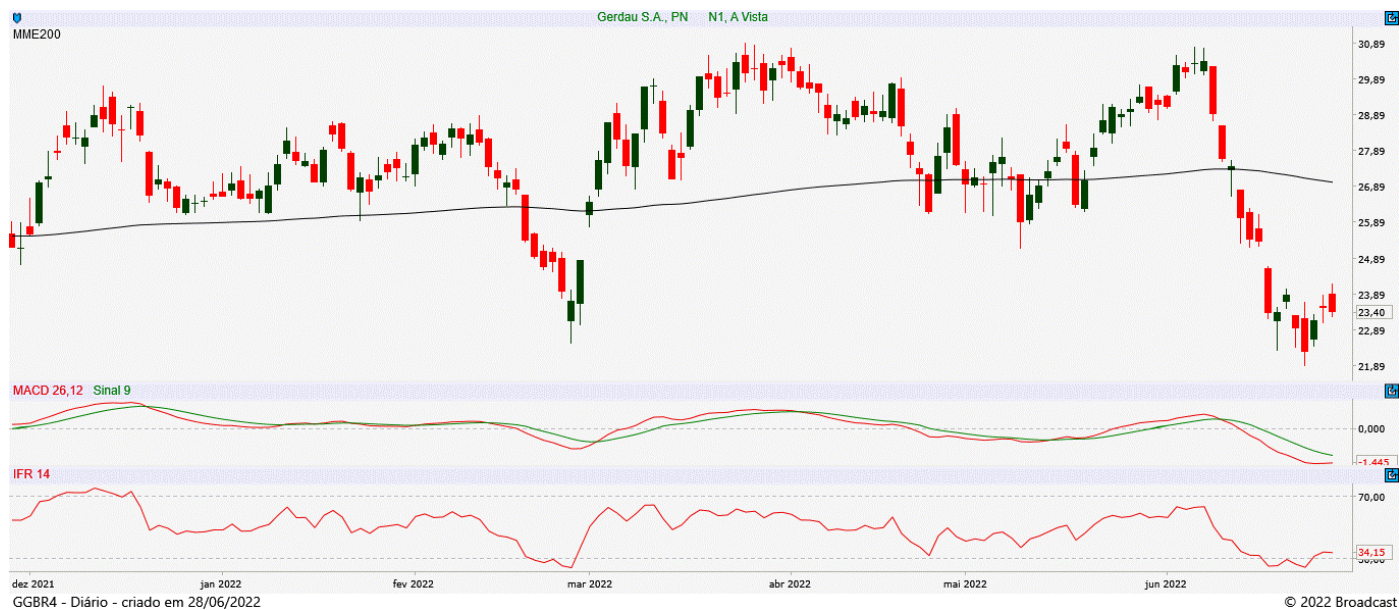 Gerdau S.A., PN N1, A Vista
MME200
30,89
29,89
28,89
27,89
26,89
25,89
24,89
23,89
23,40
22,89
21,89
MACD 26,12 Sinal 9
0,000
-1,445
IFR 14
70,00
34,15
30,00
dez 2021 jan 2022 fev 2022 mar 2022 abr 2022 mai 2022 jun 2022
GGBR4 - Diário - criado em 28/06/2022 © 2022 Broadcast